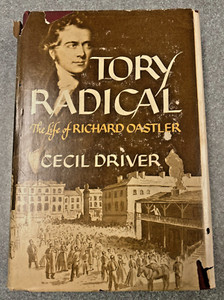 TORY
RADICAL
The Life of RICHARD OASTLER
CECIL DRIVER